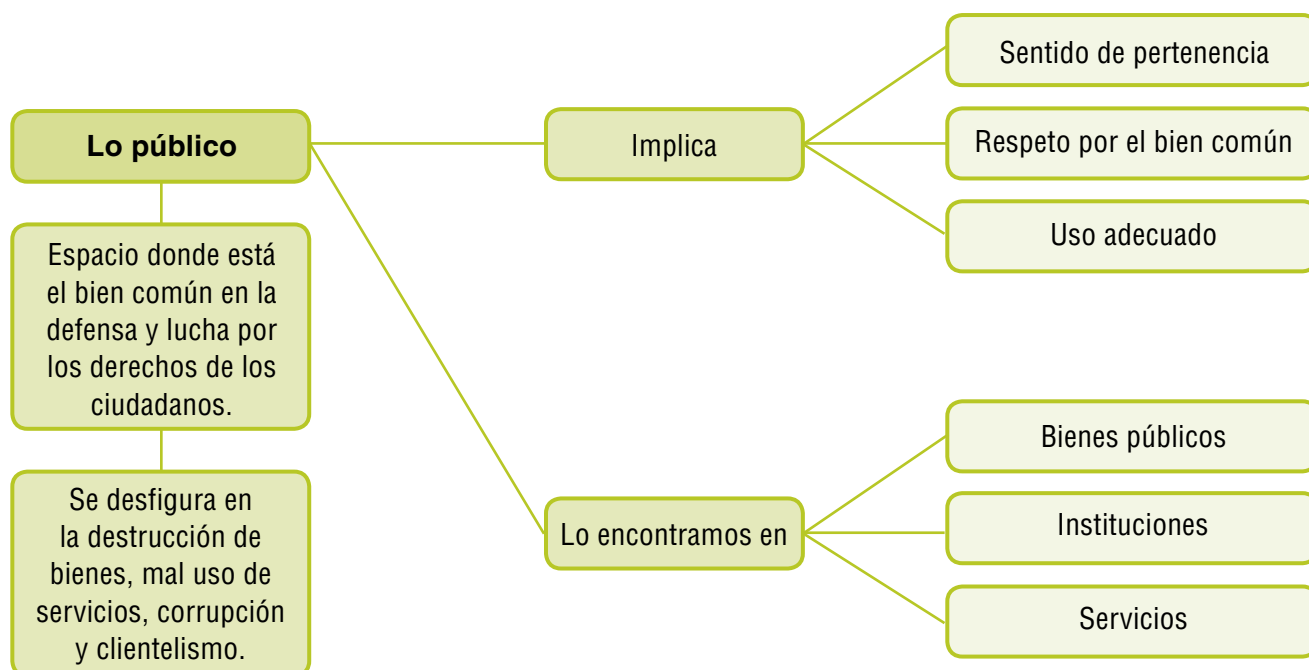 Lo público
Espacio donde está
el bien común en la
defensa y lucha por
los derechos de los
ciudadanos.
Se desfigura en
la destrucción de
bienes, mal uso de
servicios, corrupción
y clientelismo.
Implica
Sentido de pertenencia
Respeto por el bien común
Uso adecuado
Lo encontramos en
Bienes públicos
Instituciones
Servicios